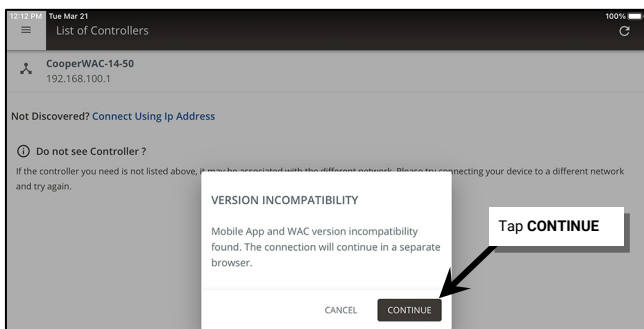 12:12 PM Tue Mar 21 100%
List of Controllers
CooperWAC-14-50
192.168.100.1
Not Discovered? Connect Using Ip Address
Do not see Controller ?
If the controller you need is not listed above, it may be associated with the different network. Please try connecting your device to a different network
and try again.
VERSION INCOMPATIBILITY
Mobile App and WAC version incompatibility
found. The connection will continue in a separate
browser.
Tap CONTINUE
CANCEL CONTINUE